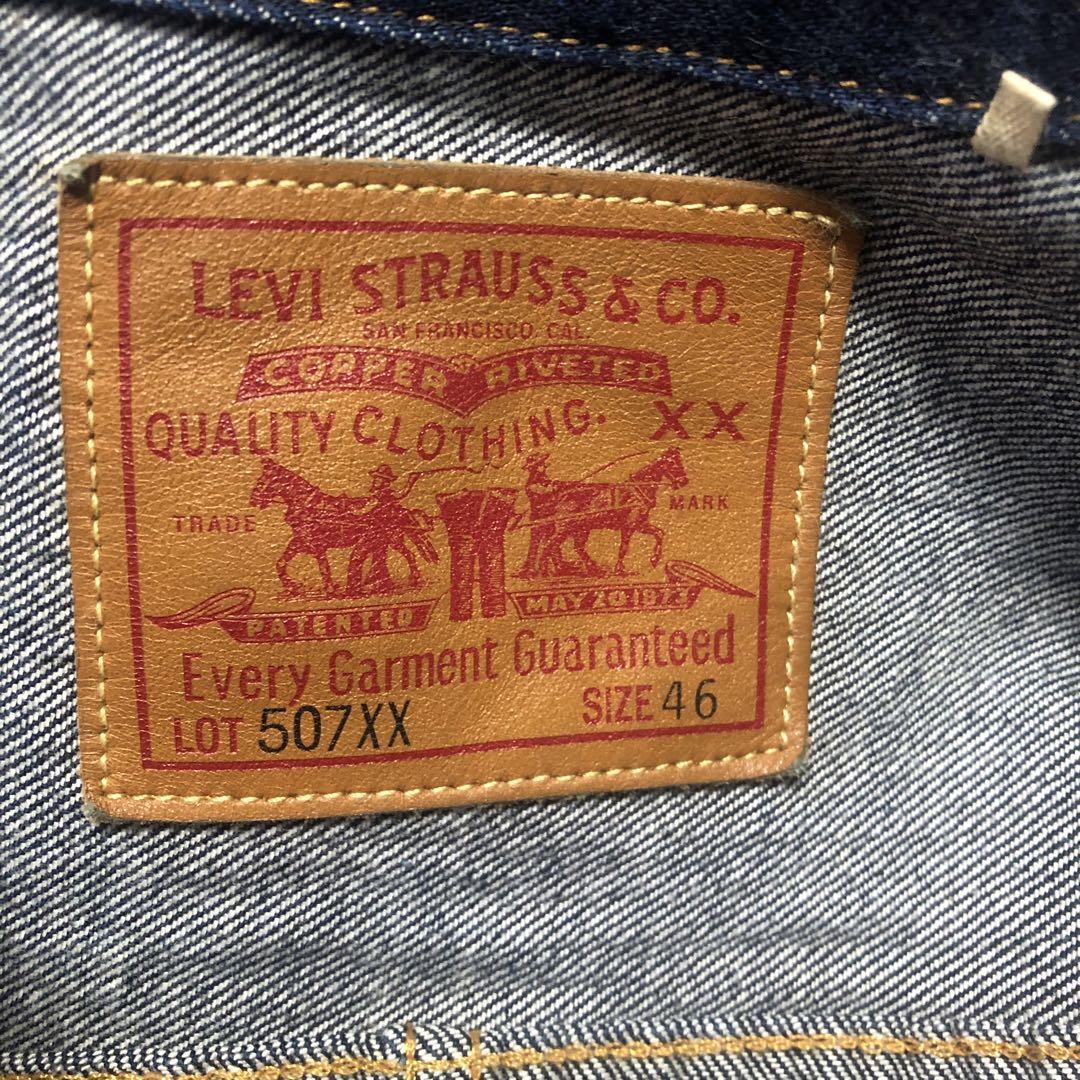 LEVI STRAUSS & CO.
SAN FRANCISCO, CAL.
COPPER RIVETED
QUALITY CLOTHING. XX
TRADE MARK
PATENTED MAY 20 1873
Every Garment Guaranteed
LOT 507XX SIZE 46